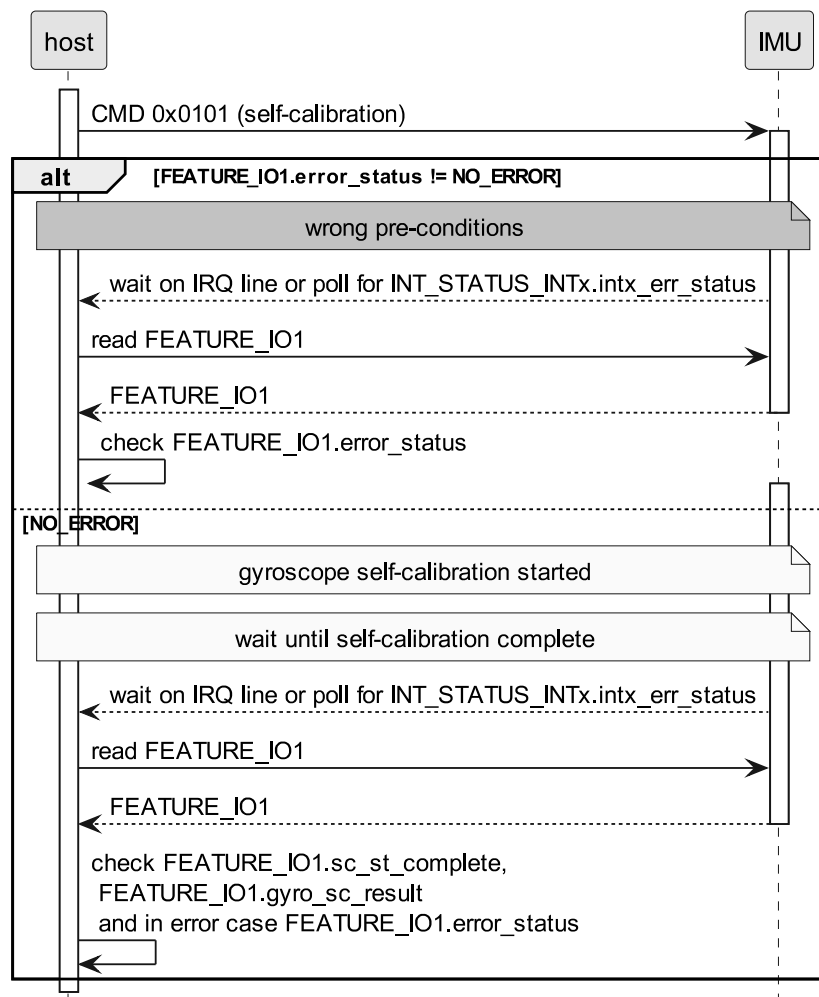 host
IMU
CMD 0x0101 (self-calibration)
alt
[FEATURE_IO1.error_status != NO_ERROR]
wrong pre-conditions
wait on IRQ line or poll for INT_STATUS_INTx.intx_err_status
read FEATURE_IO1
FEATURE_IO1
check FEATURE_IO1.error_status
[NO_ERROR]
gyroscope self-calibration started
wait until self-calibration complete
wait on IRQ line or poll for INT_STATUS_INTx.intx_err_status
read FEATURE_IO1
FEATURE_IO1
check FEATURE_IO1.sc_st_complete,
FEATURE_IO1.gyro_sc_result
and in error case FEATURE_IO1.error_status